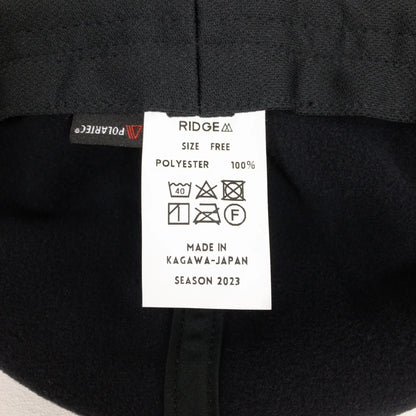 RIDGE
SIZE FREE
POLYESTER 100%
40
F
MADE IN
KAGAWA-JAPAN
SEASON 2023
POLARTEC®